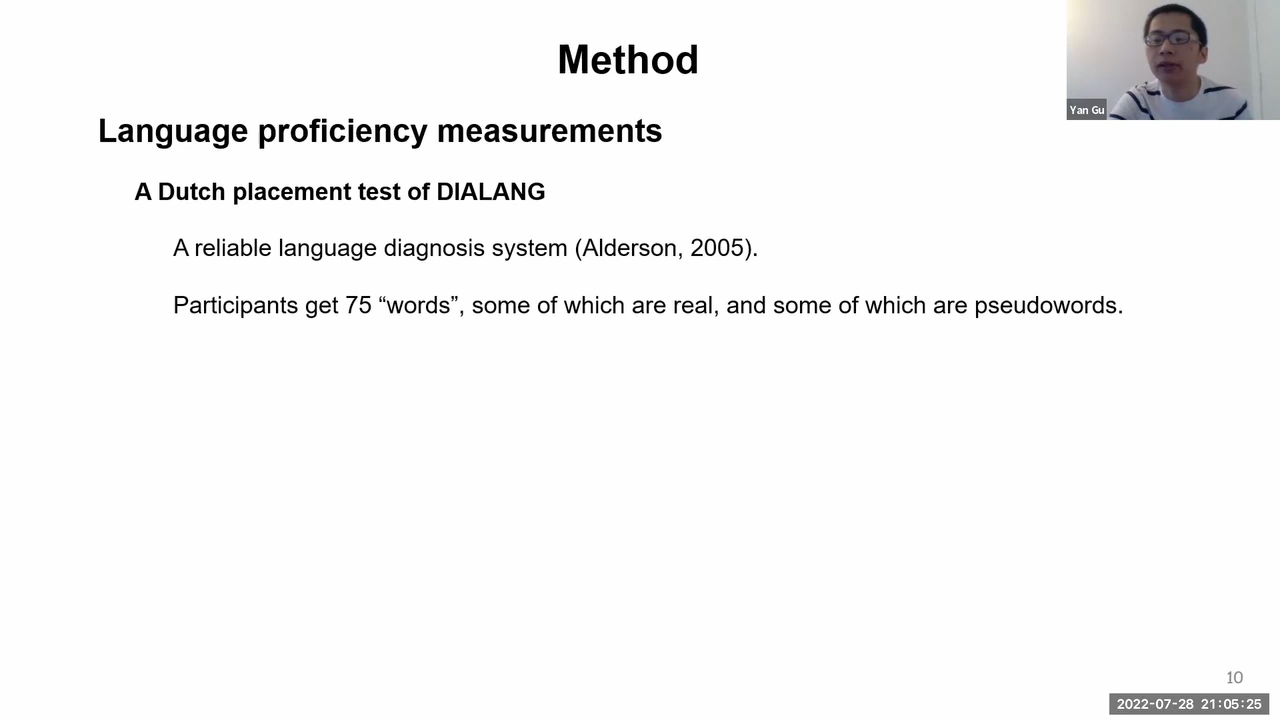 Method
Yan Gu
Language proficiency measurements
A Dutch placement test of DIALANG
A reliable language diagnosis system (Alderson, 2005).
Participants get 75 “words”, some of which are real, and some of which are pseudowords.
10
2022-07-28 21:05:25